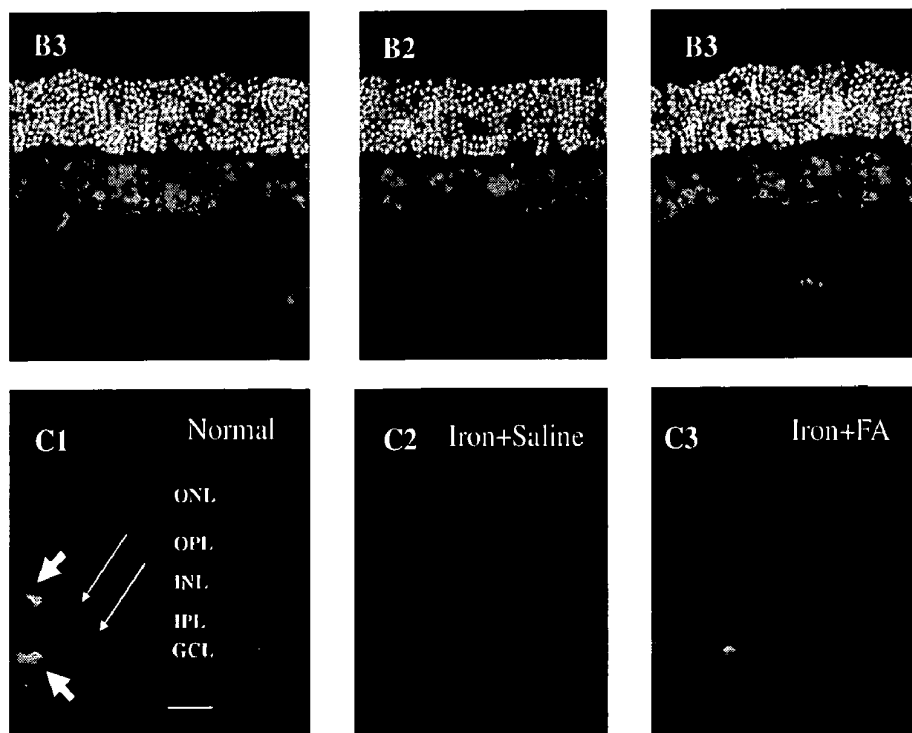 B3
B2
B3
C1 Normal
ONL
OPL
INL
IPL
GCL
C2 Iron+Saline
C3 Iron+FA